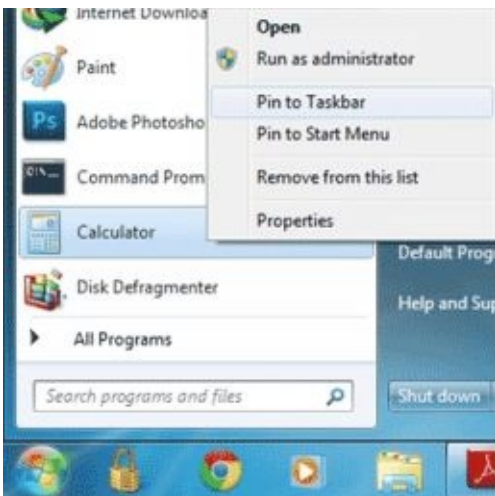 Internet Downloa
Open
Paint
Run as administrator
Pin to Taskbar
Ps
Adobe Photosho
Pin to Start Menu
Command Prom
Remove from this list
Properties
Calculator
Default Prog
Disk Defragmenter
Help and Sup
All Programs
Search programs and files
Shut down